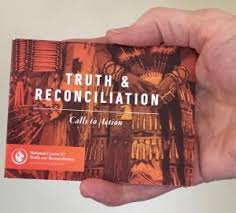 TRUTH &
RECONCILIATION
Calls to Action
National Centre for
Truth and Reconciliation